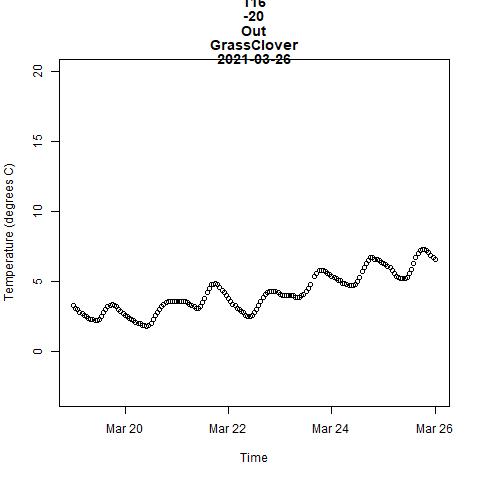 T16
-20
Out
GrassClover
2021-03-26
Temperature (degrees C)
20
15
10
5
0
Mar 20
Mar 22
Mar 24
Mar 26
Time